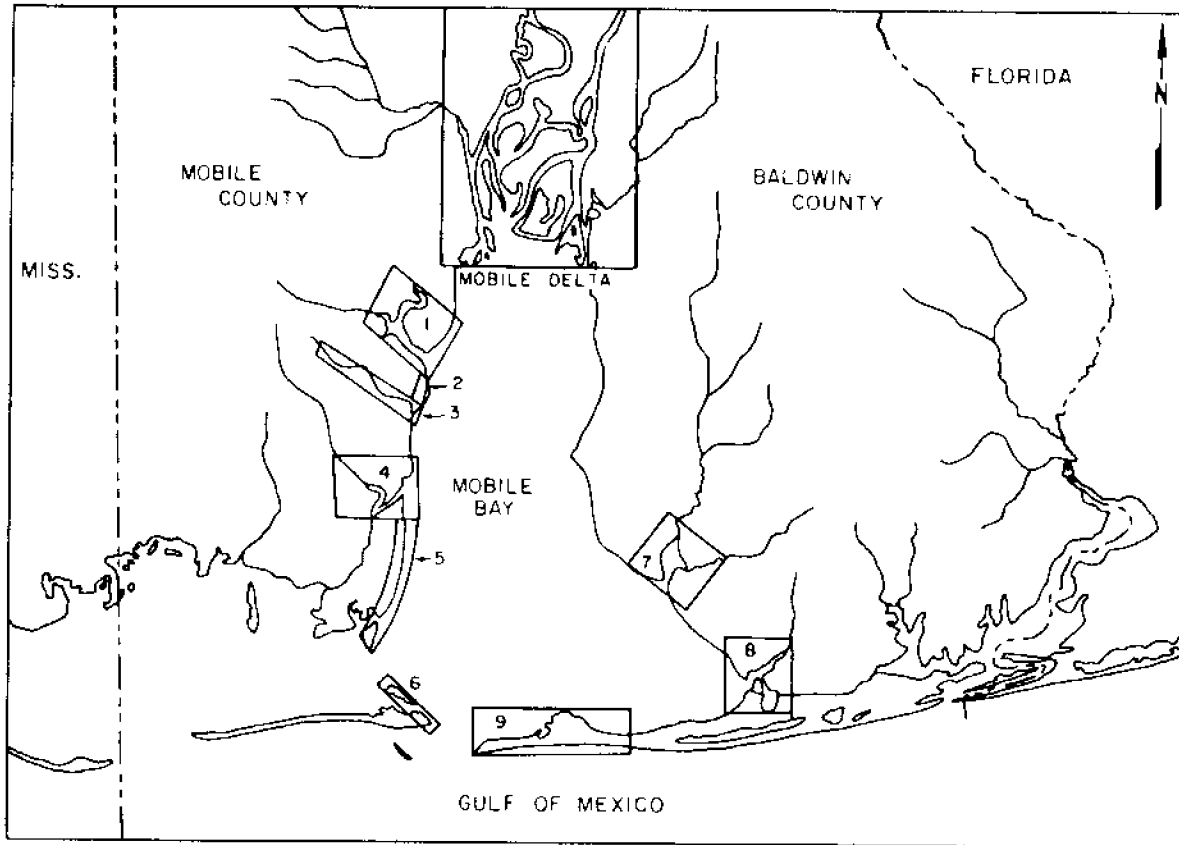 FLORIDA
N
MOBILE
COUNTY
BALDWIN
COUNTY
MISS.
MOBILE DELTA
1
2
3
4
MOBILE
BAY
5
7
8
6
9
GULF OF MEXICO